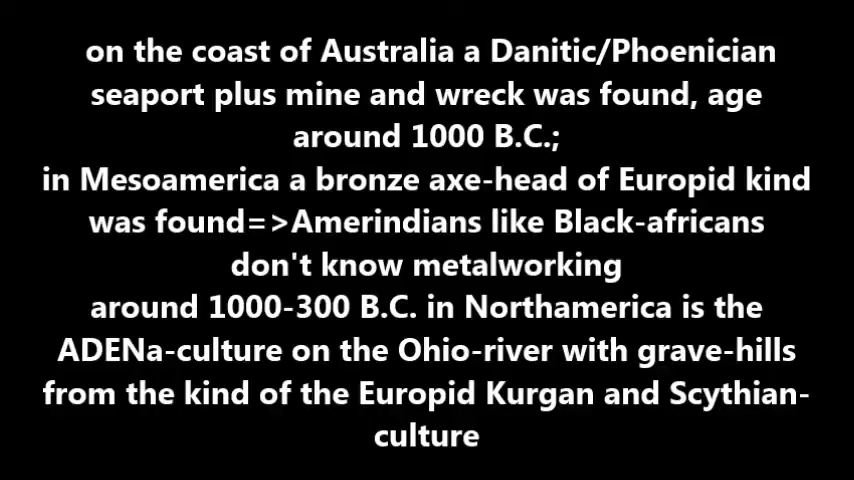 on the coast of Australia a Danitic/Phoenician
seaport plus mine and wreck was found, age
around 1000 B.C.;
in Mesoamerica a bronze axe-head of Europid kind
was found=>Amerindians like Black-africans
don't know metalworking
around 1000-300 B.C. in Northamerica is the
ADENa-culture on the Ohio-river with grave-hills
from the kind of the Europid Kurgan and Scythian-
culture